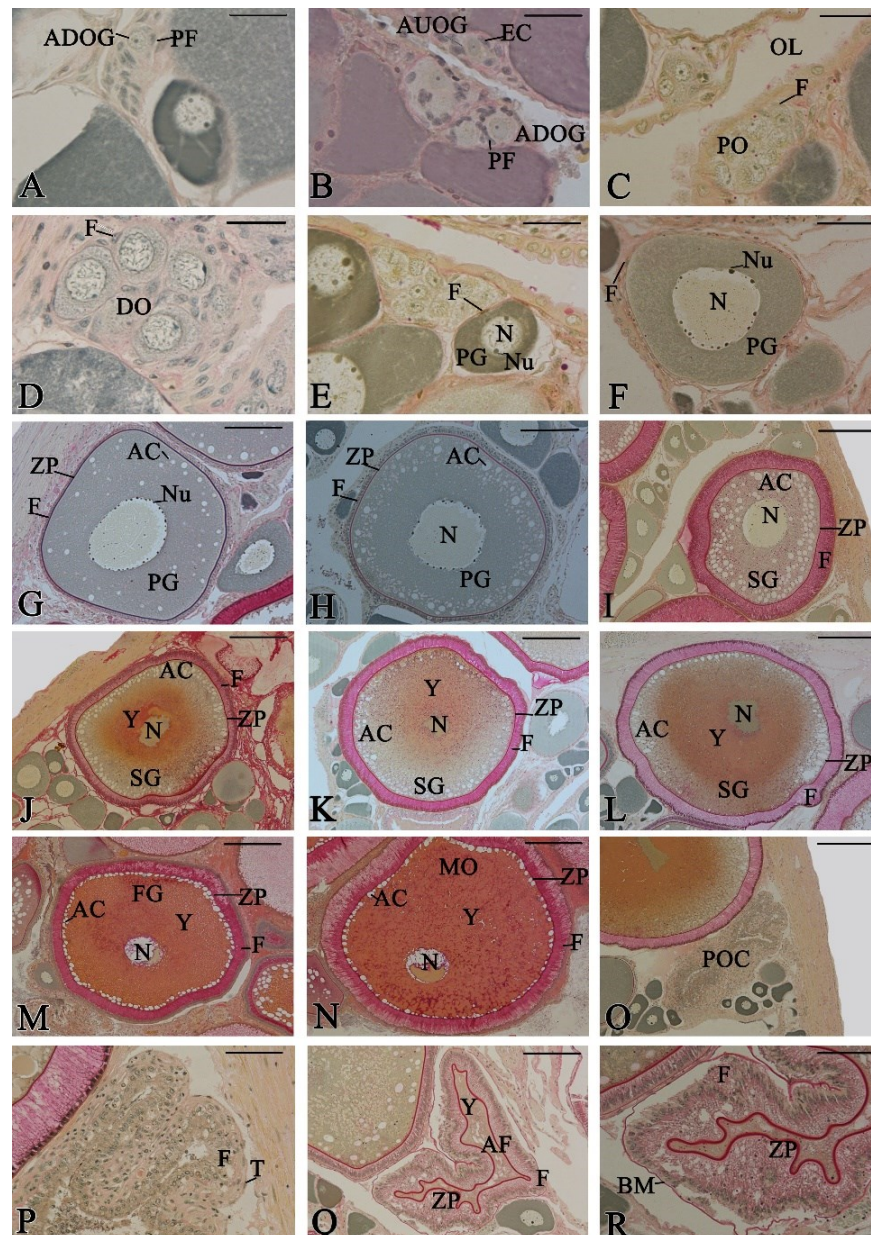 ADOG PF
A
AUOG EC
ADOG
PF
B
OL
F
PO
C
F
DO
D
F
N
PG Nu
E
Nu
F
N
PG
F
AC
ZP
Nu
F
PG
G
AC
ZP
F
N
PG
H
AC
N
ZP
F
SG
I
AC
F
Y
ZP
N
SG
J
Y
ZP
N
AC
F
SG
K
N
AC
Y
ZP
SG
F
L
FG
ZP
AC
Y
N
F
M
MO
ZP
AC
Y
N
F
N
POC
O
F
T
P
Y
AF
F
ZP
Q
F
ZP
BM
R